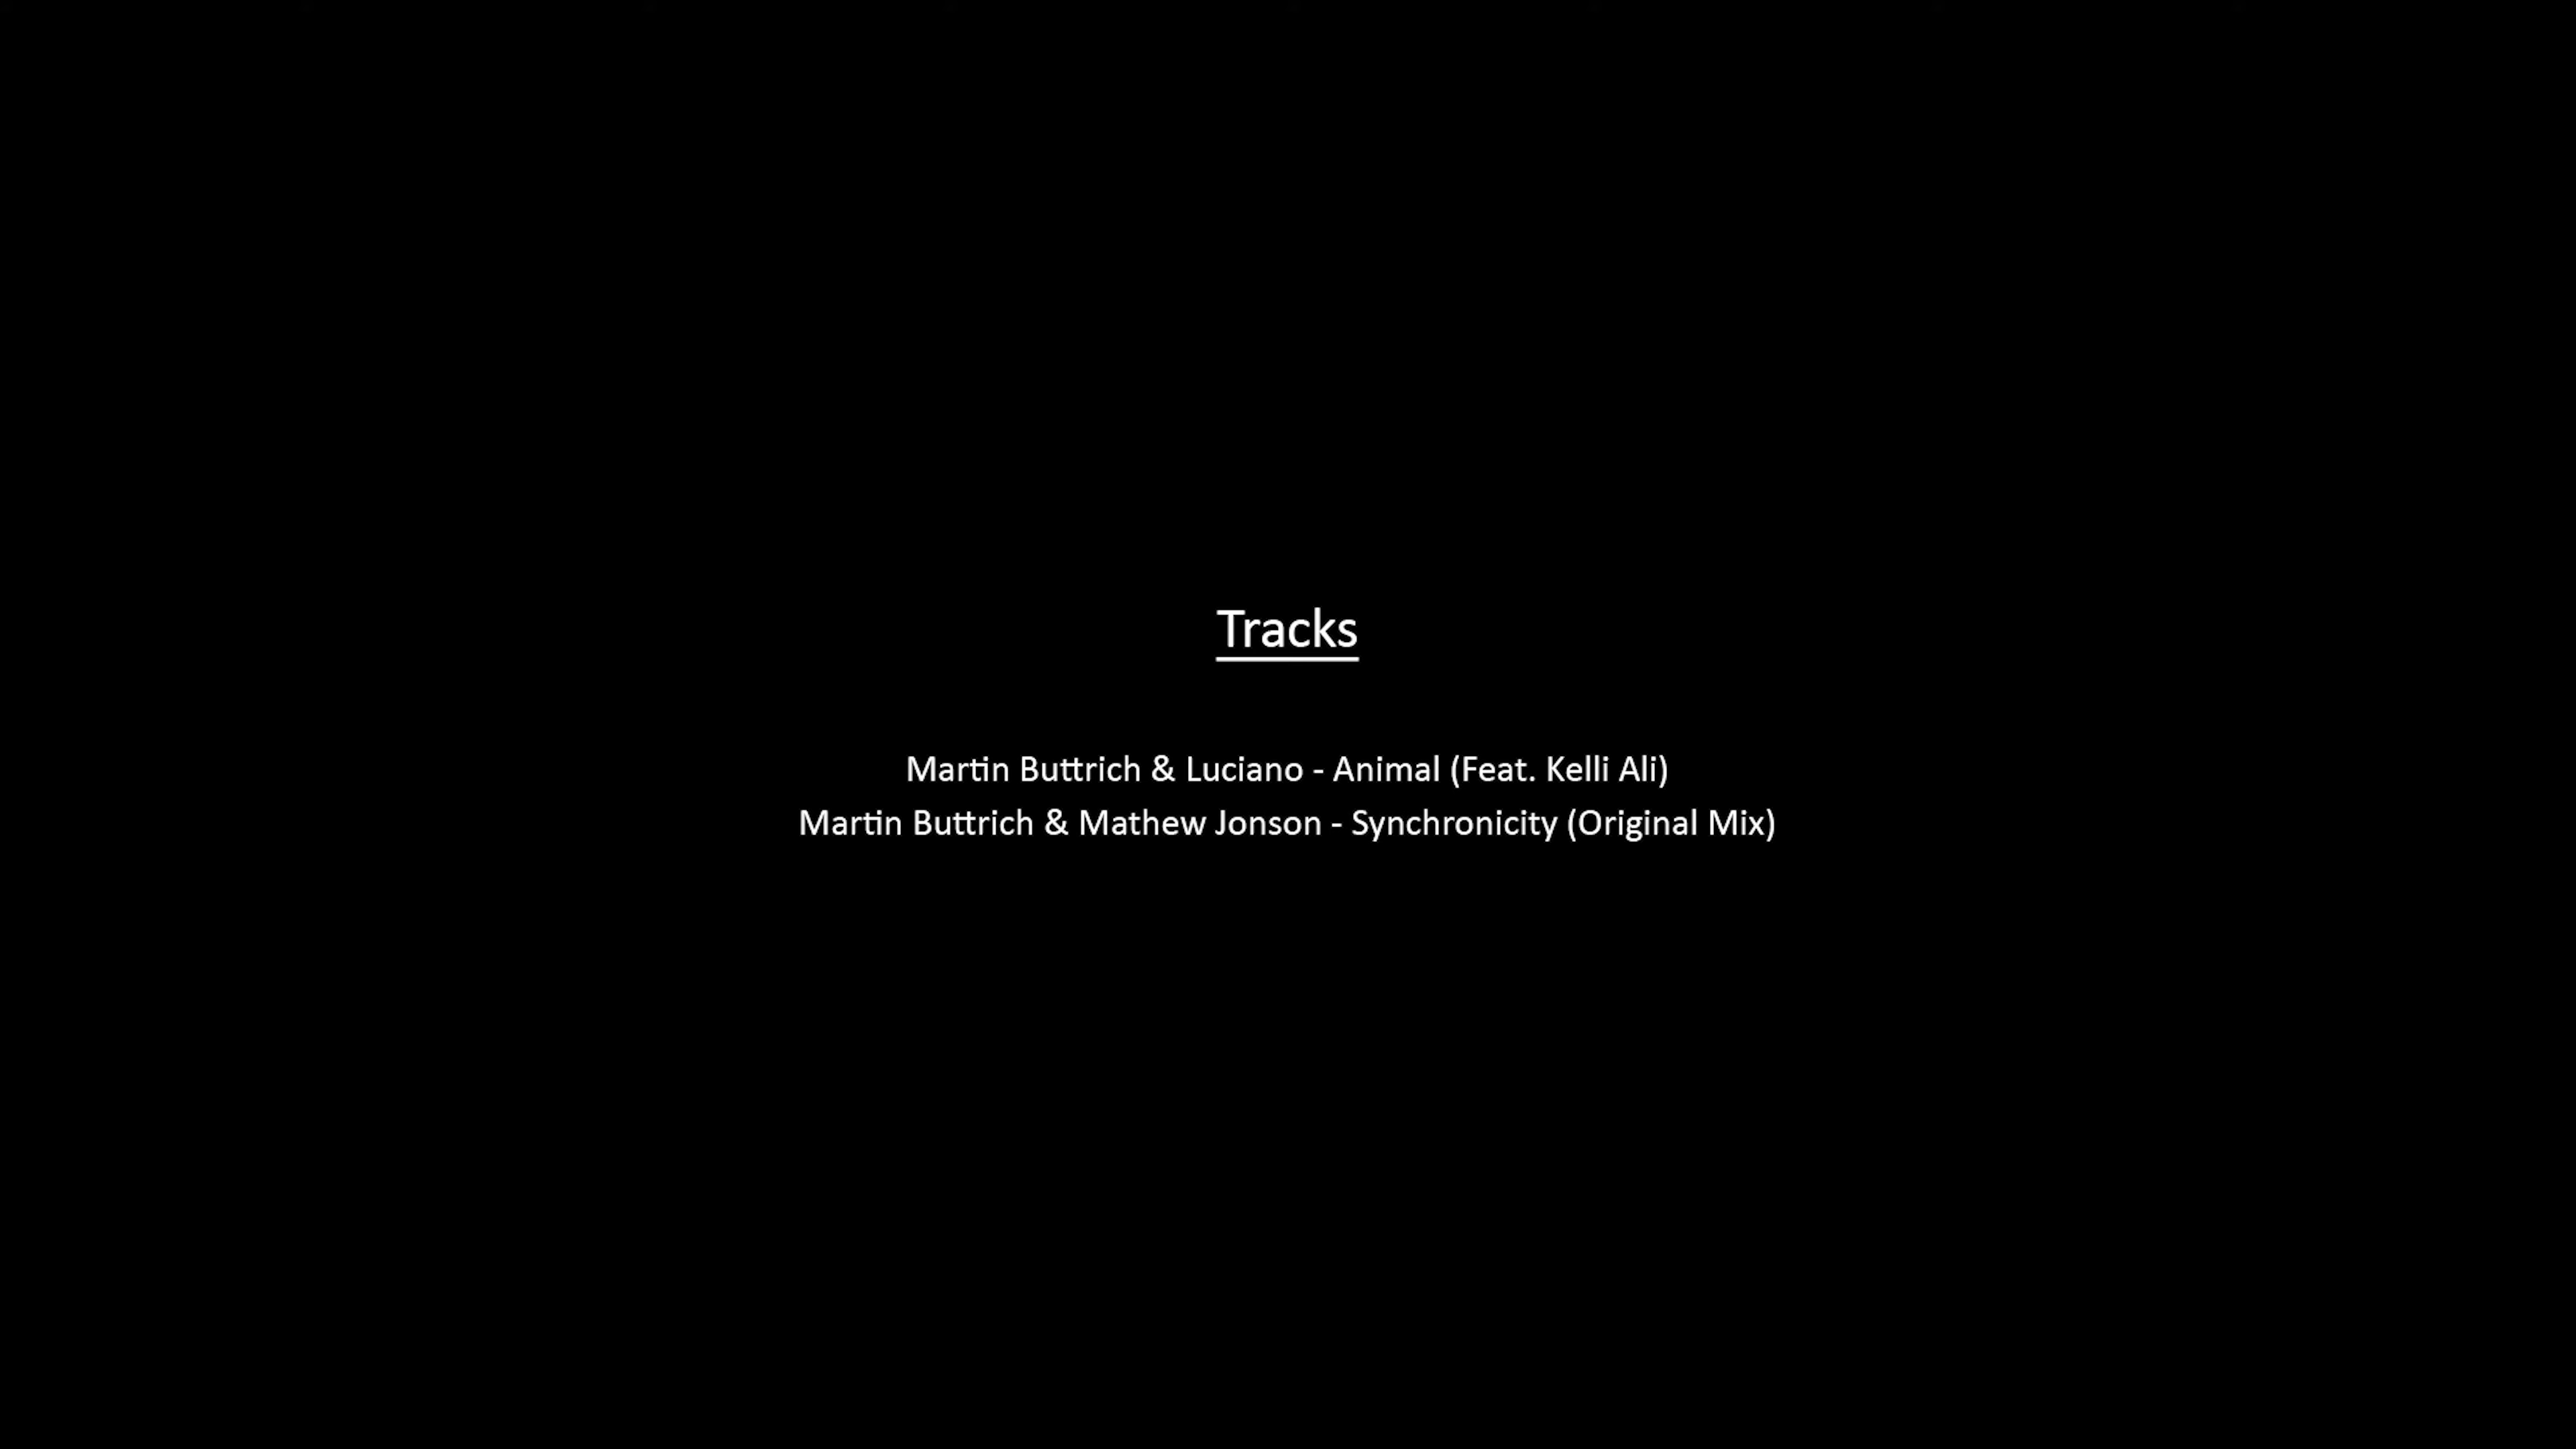 Tracks
Martin Buttrich & Luciano - Animal (Feat. Kelli Ali)
Martin Buttrich & Mathew Jonson - Synchronicity (Original Mix)